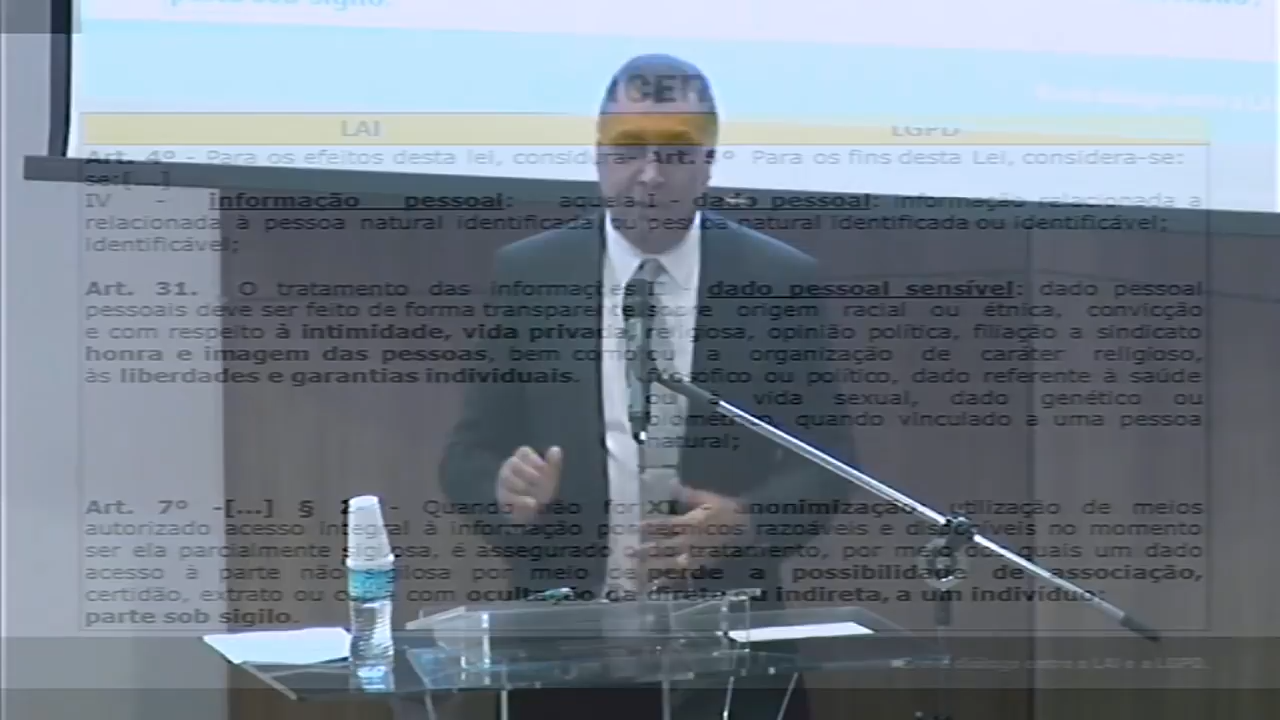 parte sob sigilo.
LAI
LGPD
Art. 4º - Para os efeitos desta lei, considera-
se:[...]
IV - informação pessoal: aquela
relacionada à pessoa natural identificada ou
identificável;
Art. 31. O tratamento das informações
pessoais deve ser feito de forma transparente
e com respeito à intimidade, vida privada,
honra e imagem das pessoas, bem como
às liberdades e garantias individuais.
Art. 7º -[...] § - Quando não for
autorizado acesso integral à informação por
ser ela parcialmente sigilosa, é assegurado o
acesso à parte não sigilosa por meio de
certidão, extrato ou com ocultação da
parte sob sigilo.
Art. 5º Para os fins desta Lei, considera-se:
I - dado pessoal: informação relacionada a
pessoa natural identificada ou identificável;
dado pessoal sensível: dado pessoal
sobre origem racial ou étnica, convicção
religiosa, opinião política, filiação a sindicato
ou a organização de caráter religioso,
filosófico ou político, dado referente à saúde
ou à vida sexual, dado genético ou
biométrico, quando vinculado a uma pessoa
natural;
XI - anonimização: utilização de meios
técnicos razoáveis e disponíveis no momento
do tratamento, por meio dos quais um dado
perde a possibilidade de associação,
direta ou indireta, a um indivíduo;
diálogo entre a LAI e a LGPD.